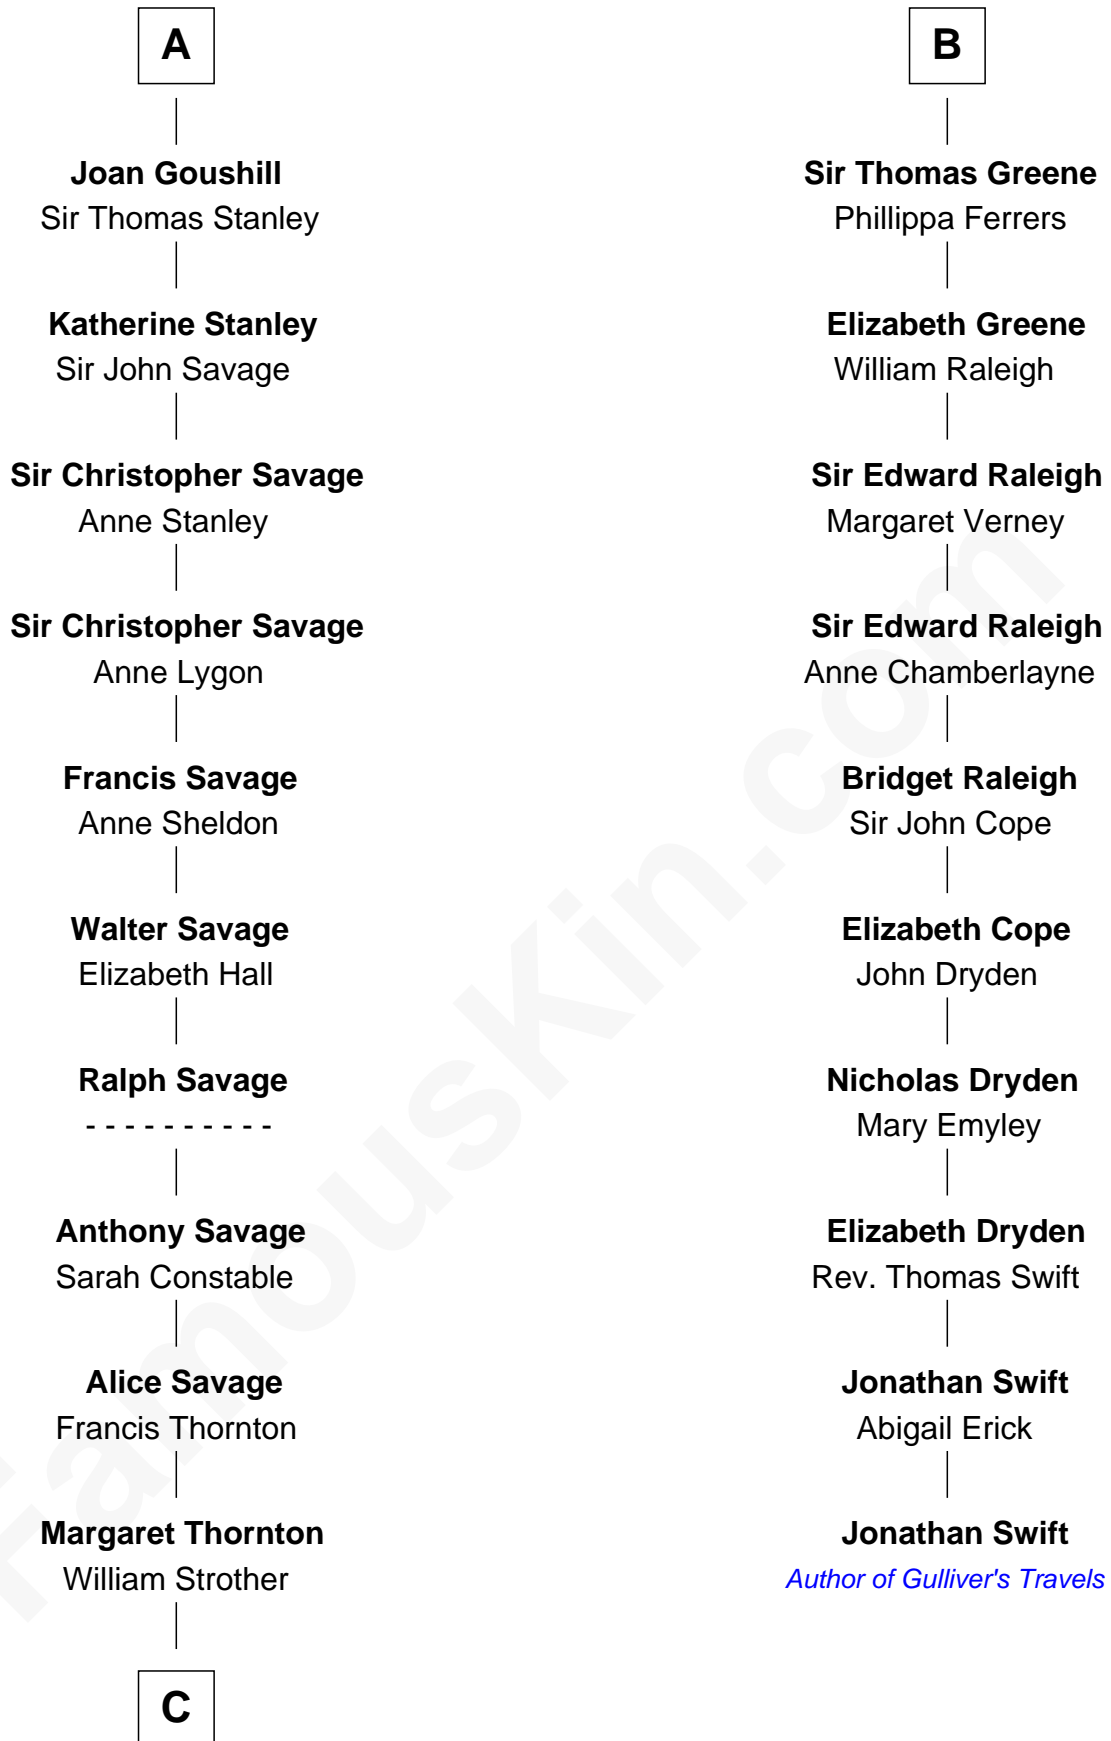 A
Joan Goushill
Sir Thomas Stanley
Katherine Stanley
Sir John Savage
Sir Christopher Savage
Anne Stanley
Sir Christopher Savage
Anne Lygon
Francis Savage
Anne Sheldon
Walter Savage
Elizabeth Hall
Ralph Savage
- - - - - - - - - -
Anthony Savage
Sarah Constable
Alice Savage
Francis Thornton
Margaret Thornton
William Strother
C
B
Sir Thomas Greene
Phillippa Ferrers
Elizabeth Greene
William Raleigh
Sir Edward Raleigh
Margaret Verney
Sir Edward Raleigh
Anne Chamberlayne
Bridget Raleigh
Sir John Cope
Elizabeth Cope
John Dryden
Nicholas Dryden
Mary Emyley
Elizabeth Dryden
Rev. Thomas Swift
Jonathan Swift
Abigail Erick
Jonathan Swift
Author of Gulliver's Travels
FamousKin.com